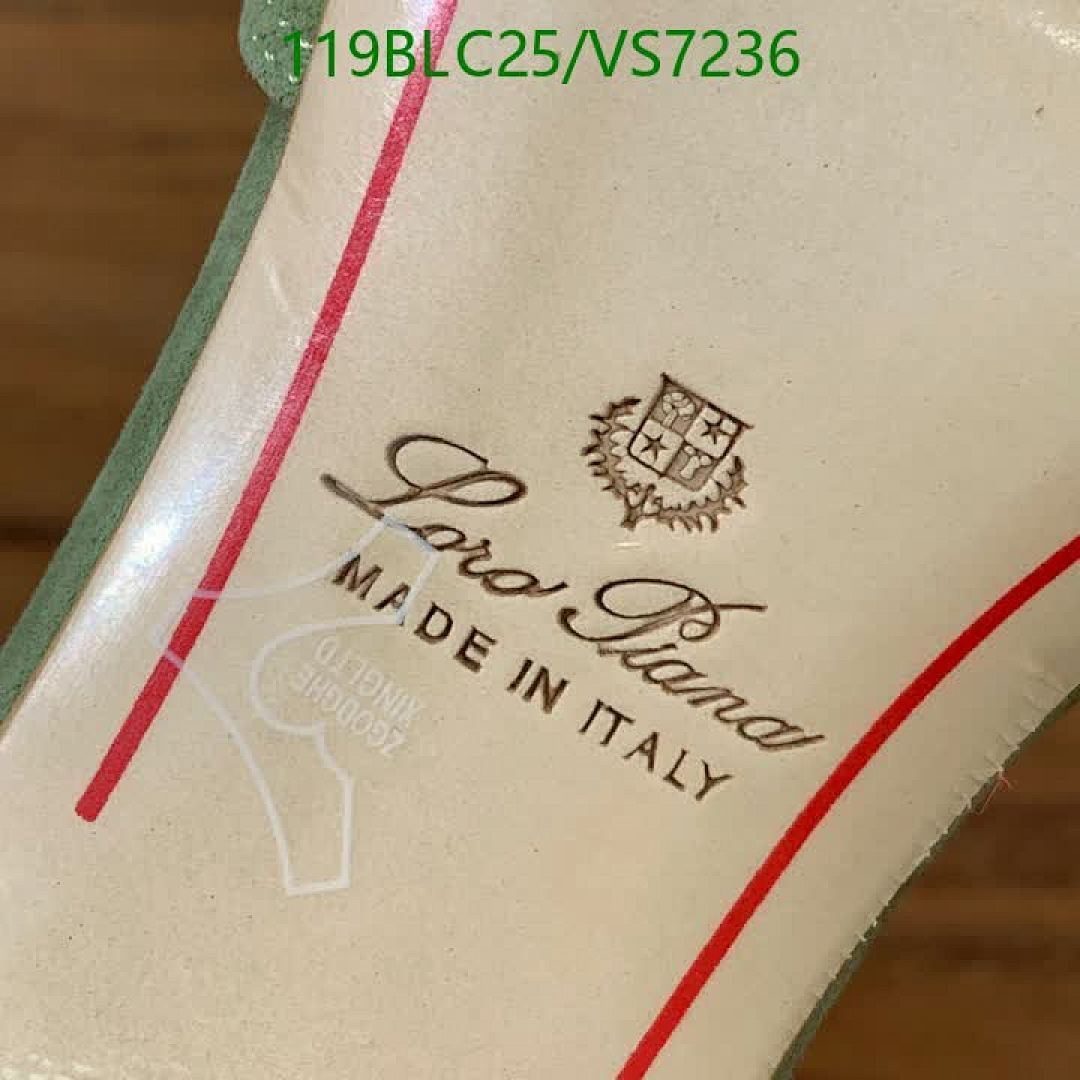 119BLC25/VS7236
Loro Piana
MADE IN ITALY